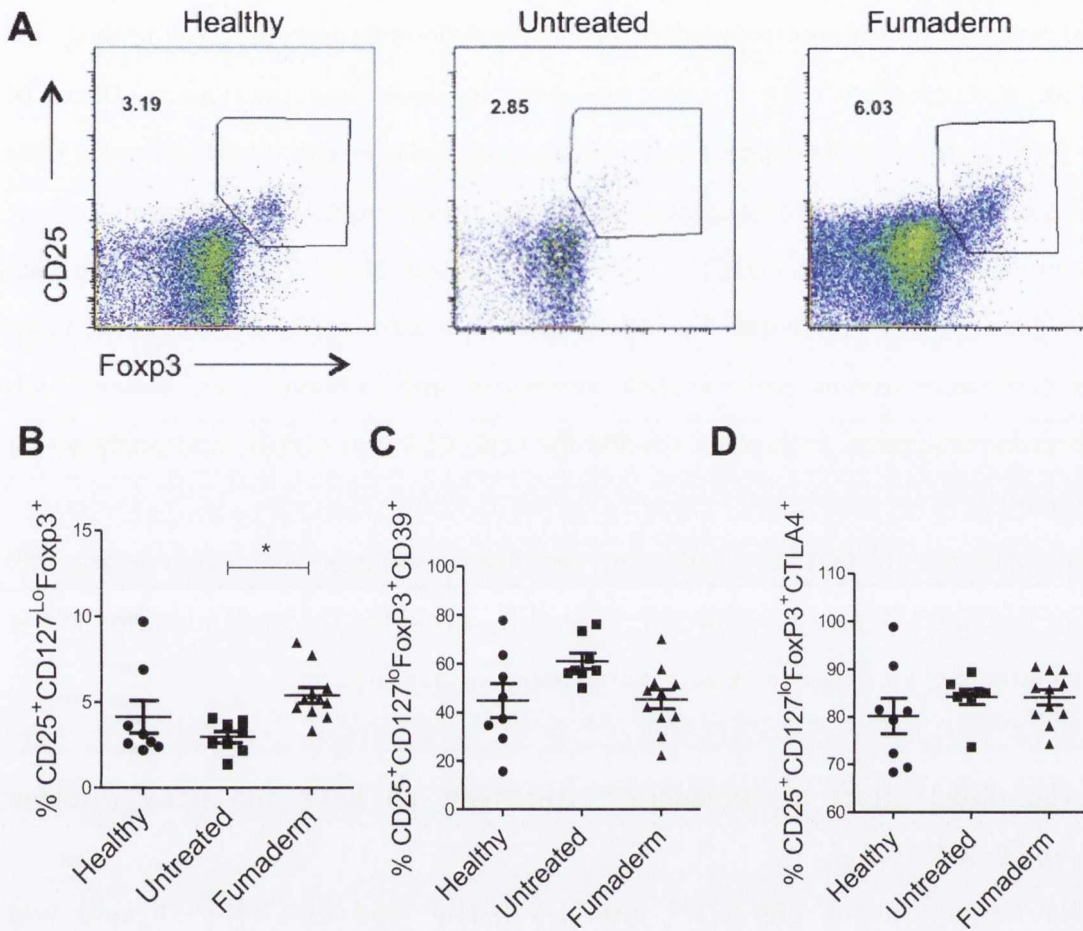 A
Healthy
Untreated
Fumaderm
3.19
2.85
6.03
CD25
Foxp3
B
C
D
% CD25⁺CD127ᴸᵒFoxp3⁺
15
10
5
0
*
Healthy
Untreated
Fumaderm
% CD25⁺CD127ˡᵒFoxP3⁺CD39⁺
100
80
60
40
20
0
Healthy
Untreated
Fumaderm
% CD25⁺CD127ˡᵒFoxP3⁺CTLA4⁺
110
100
90
80
70
60
Healthy
Untreated
Fumaderm